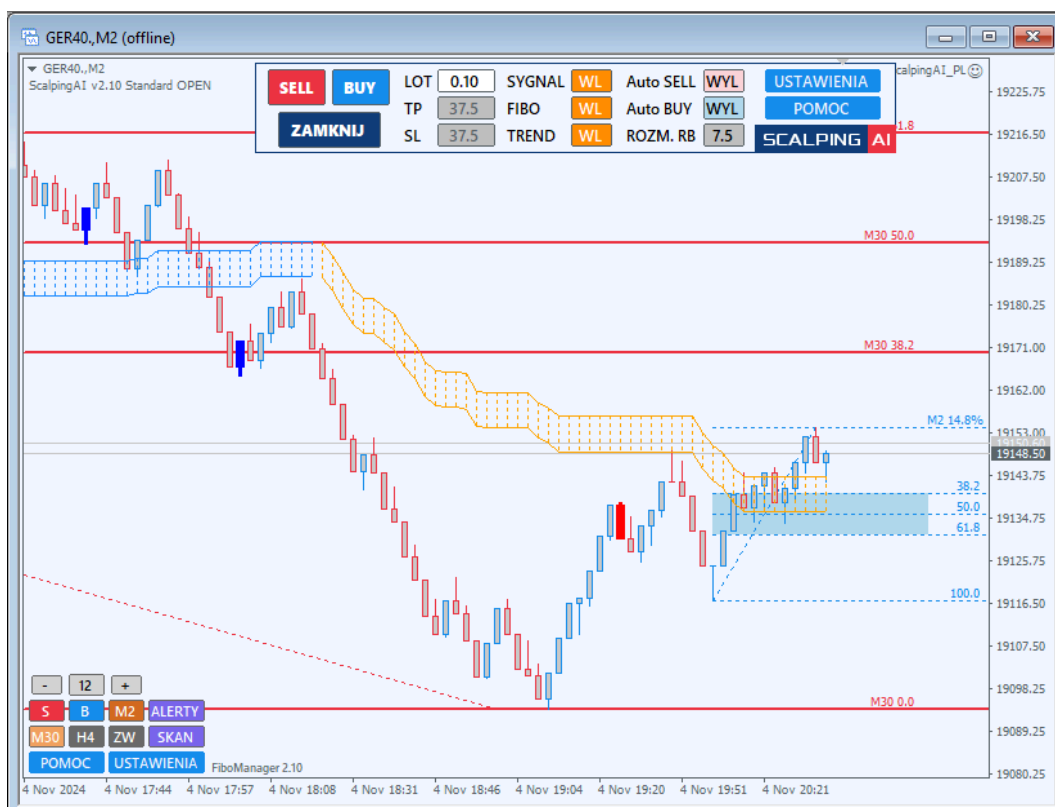 GER40.,M2 (offline)
GER40.,M2
ScalpingAI v2.10 Standard OPEN
calpingAI_PL
SELL BUY LOT 0.10 SYGNAL WL Auto SELL WYL USTAWIENIA
TP 37.5 FIBO WL Auto BUY WYL POMOC
ZAMKNIJ SL 37.5 TREND WL ROZM. RB 7.5 SCALPING AI
1.8
M30 50.0
M30 38.2
M2 14.8%
38.2
50.0
61.8
100.0
M30 0.0
19225.75
19216.50
19207.50
19198.25
19189.25
19180.25
19171.00
19162.00
19153.00
19150.60
19148.50
19143.75
19134.75
19125.75
19116.50
19107.50
19098.25
19089.25
19080.25
- 12 +
S B M2 ALERTY
M30 H4 ZW SKAN
POMOC USTAWIENIA FiboManager 2.10
4 Nov 2024 4 Nov 17:44 4 Nov 17:57 4 Nov 18:08 4 Nov 18:31 4 Nov 18:46 4 Nov 19:04 4 Nov 19:20 4 Nov 19:51 4 Nov 20:21